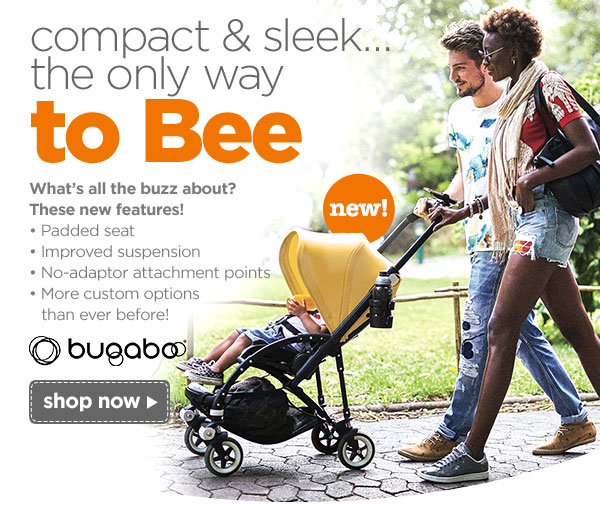 compact & sleek...
the only way
to Bee
What's all the buzz about?
These new features!
• Padded seat
• Improved suspension
• No-adaptor attachment points
• More custom options
than ever before!
new!
bugaboo
shop now